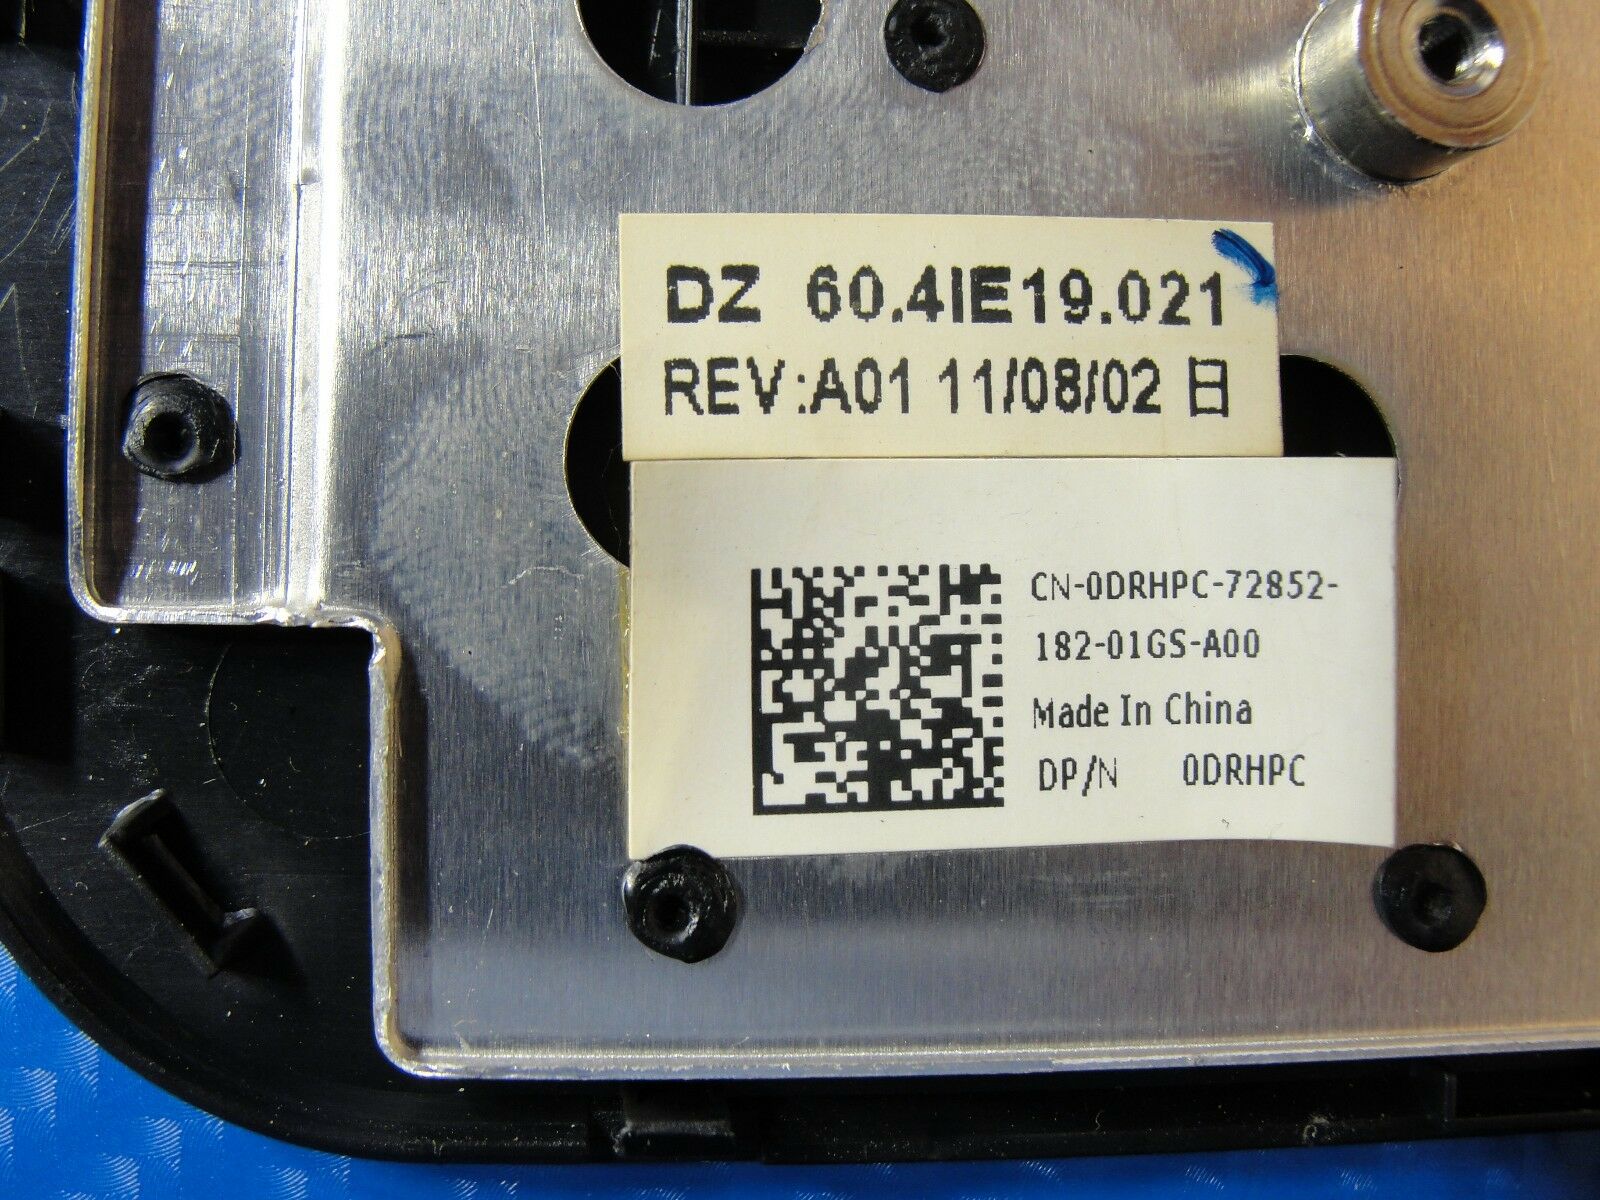 DZ 60.4IE19.021
REV:A01 11/08/02 日
CN-0DRHPC-72852-
182-01GS-A00
Made In China
DP/N 0DRHPC